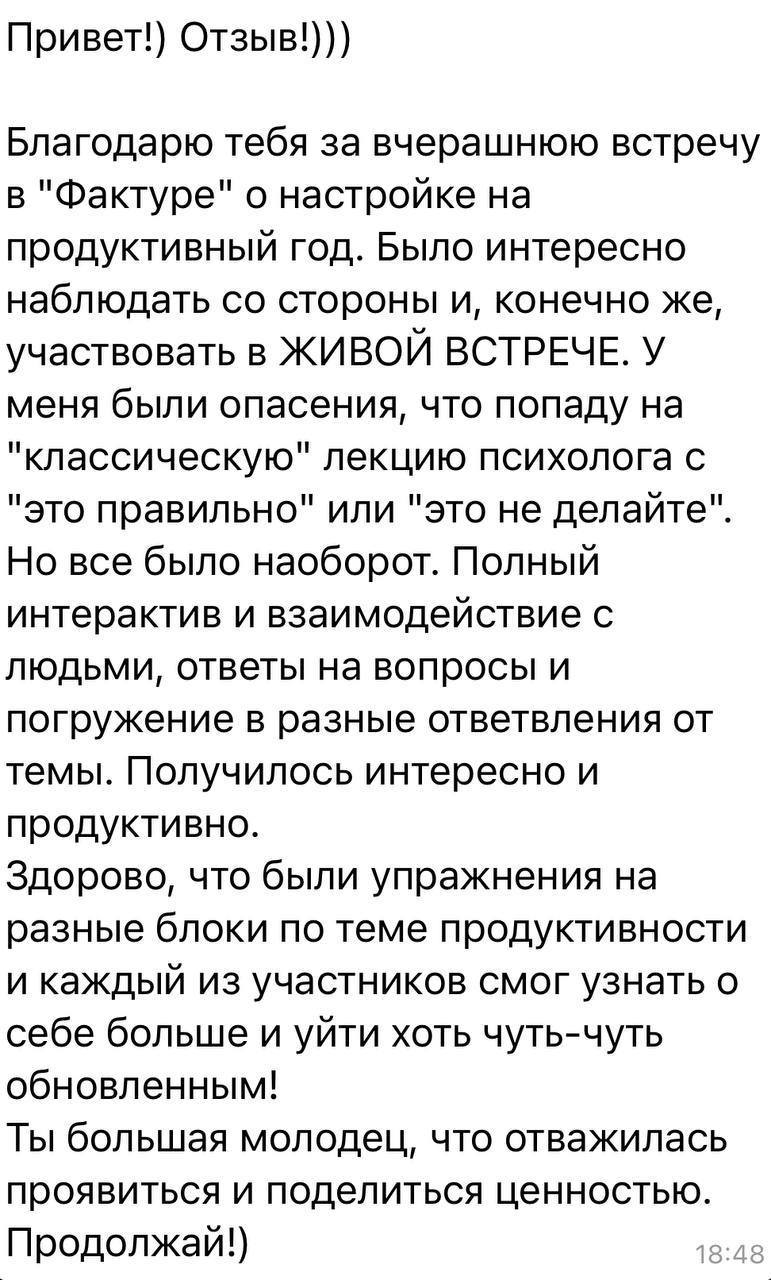 Привет!) Отзыв!)))
Благодарю тебя за вчерашнюю встречу
в "Фактуре" о настройке на
продуктивный год. Было интересно
наблюдать со стороны и, конечно же,
участвовать в ЖИВОЙ ВСТРЕЧЕ. У
меня были опасения, что попаду на
"классическую" лекцию психолога с
"это правильно" или "это не делайте".
Но все было наоборот. Полный
интерактив и взаимодействие с
людьми, ответы на вопросы и
погружение в разные ответвления от
темы. Получилось интересно и
продуктивно.
Здорово, что были упражнения на
разные блоки по теме продуктивности
и каждый из участников смог узнать о
себе больше и уйти хоть чуть-чуть
обновленным!
Ты большая молодец, что отважилась
проявиться и поделиться ценностью.
Продолжай!)
18:48